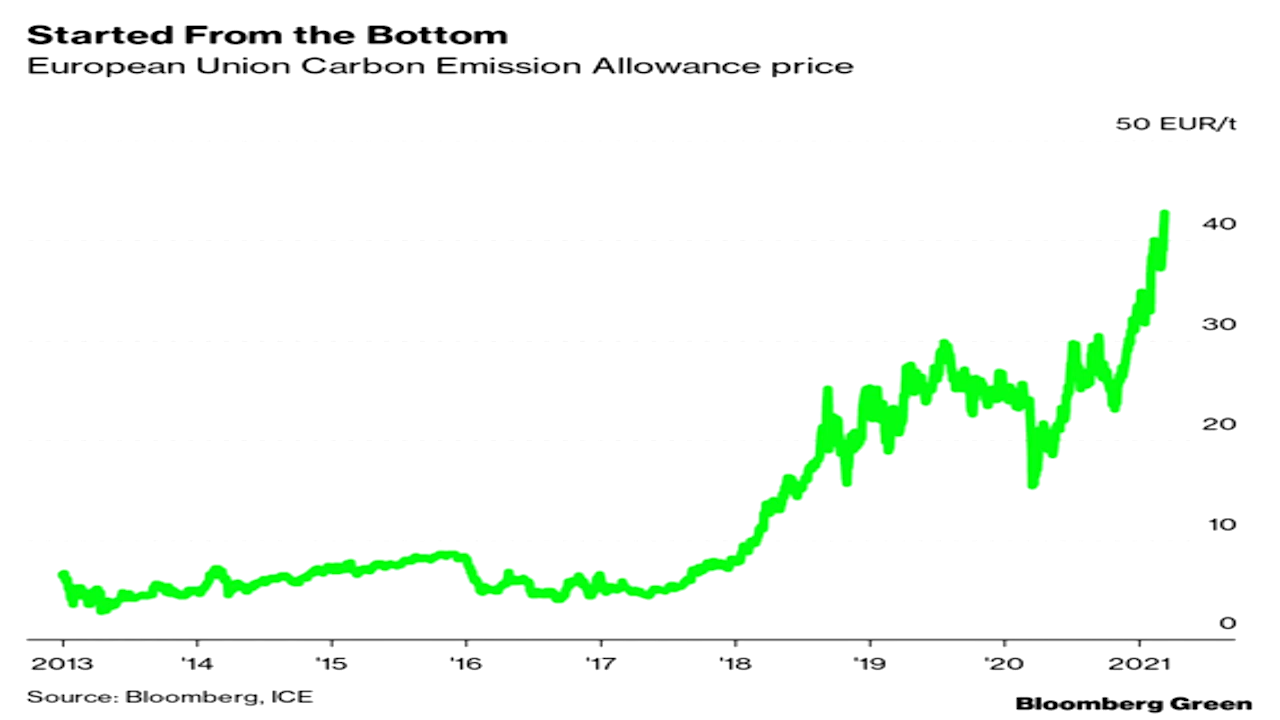 Started From the Bottom
European Union Carbon Emission Allowance price
50 EUR/t
40
30
20
10
0
2013 '14 '15 '16 '17 '18 '19 '20 2021
Source: Bloomberg, ICE
Bloomberg Green